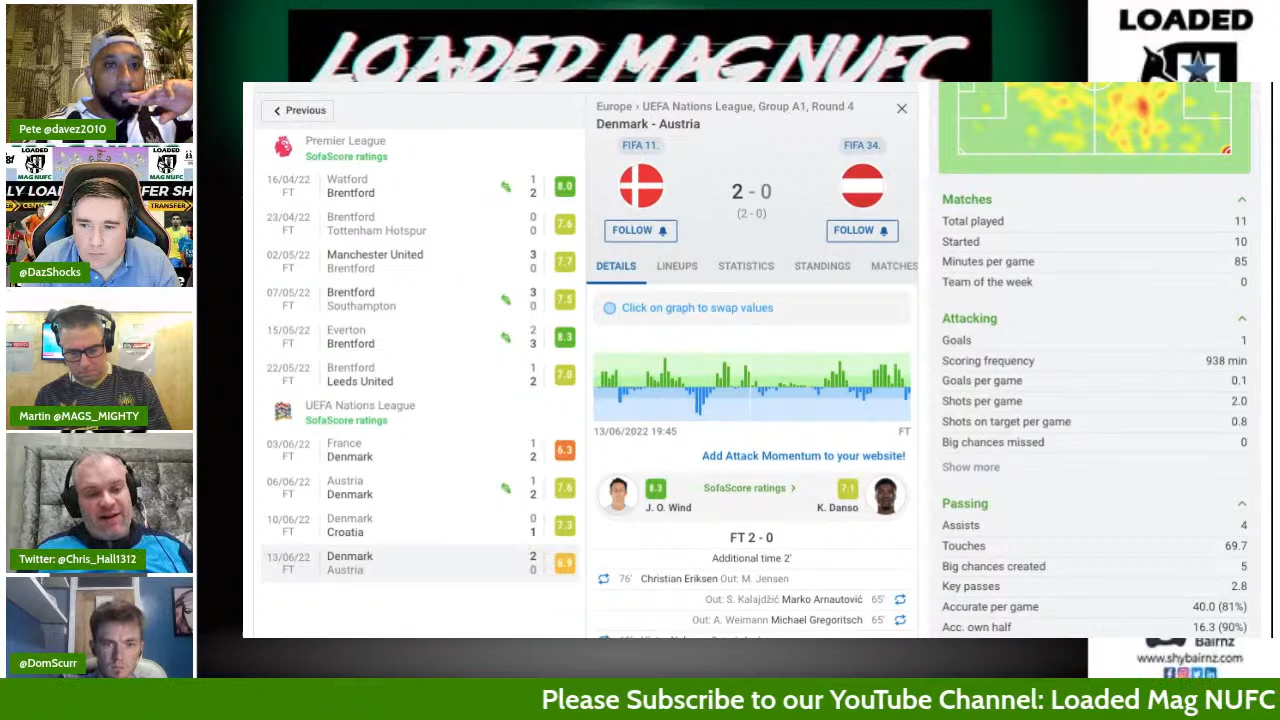 LOADED MAG NUFC
LOADED
Pete @davez2010
LOADED
MAG NUFC
LOADED
MAG NUFC
TRANSFER
@DazShocks
Martin @MAGS_MIGHTY
Twitter: @Chris_Hall1312
@DomScurr
Previous
Premier League
SofaScore ratings
16/04/22 Watford 1
FT Brentford 2 8.0
23/04/22 Brentford 0
FT Tottenham Hotspur 0 7.6
02/05/22 Manchester United 3
FT Brentford 0 7.7
07/05/22 Brentford 3
FT Southampton 0 7.5
15/05/22 Everton 2
FT Brentford 3 8.3
22/05/22 Brentford 1
FT Leeds United 2 7.0
UEFA Nations League
SofaScore ratings
03/06/22 France 1
FT Denmark 2 6.3
06/06/22 Austria 1
FT Denmark 2 7.6
10/06/22 Denmark 0
FT Croatia 1 7.3
13/06/22 Denmark 2
FT Austria 0 6.9
Europe › UEFA Nations League, Group A1, Round 4
Denmark - Austria
FIFA 11. FIFA 34.
2 - 0
(2 - 0)
FOLLOW FOLLOW
DETAILS LINEUPS STATISTICS STANDINGS MATCHES
Click on graph to swap values
13/06/2022 19:45 FT
Add Attack Momentum to your website!
8.3 SofaScore ratings > 7.1
J. O. Wind K. Danso
FT 2 - 0
Additional time 2'
76' Christian Eriksen Out: M. Jensen
Out: S. Kalajdžić Marko Arnautović 65'
Out: A. Weimann Michael Gregoritsch 65'
Matches
Total played 11
Started 10
Minutes per game 85
Team of the week 0
Attacking
Goals 1
Scoring frequency 938 min
Goals per game 0.1
Shots per game 2.0
Shots on target per game 0.8
Big chances missed 0
Show more
Passing
Assists 4
Touches 69.7
Big chances created 5
Key passes 2.8
Accurate per game 40.0 (81%)
Acc. own half 16.3 (90%)
Bairnz
www.shybairnz.com
Please Subscribe to our YouTube Channel: Loaded Mag NUFC